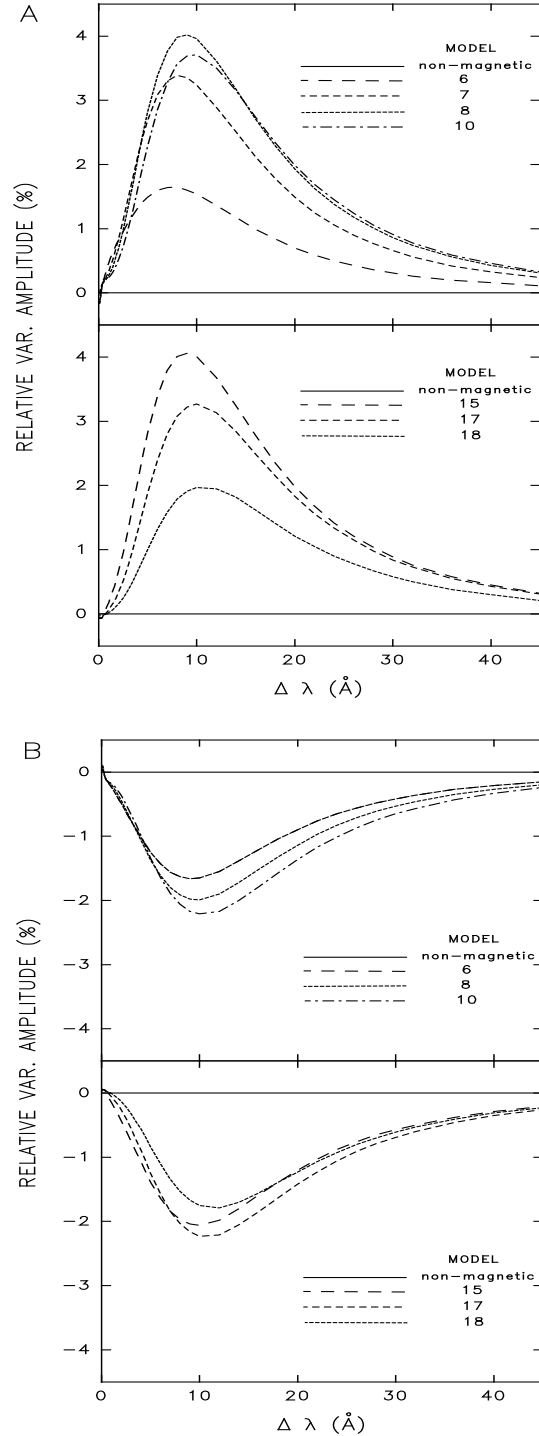 A
RELATIVE VAR. AMPLITUDE (%)
4
3
2
1
0
MODEL
non-magnetic
6
7
8
10
4
3
2
1
0
MODEL
non-magnetic
15
17
18
0 10 20 30 40
Δ λ (Å)
B
RELATIVE VAR. AMPLITUDE (%)
0
-1
-2
-3
-4
MODEL
non-magnetic
6
8
10
0
-1
-2
-3
-4
MODEL
non-magnetic
15
17
18
0 10 20 30 40
Δ λ (Å)